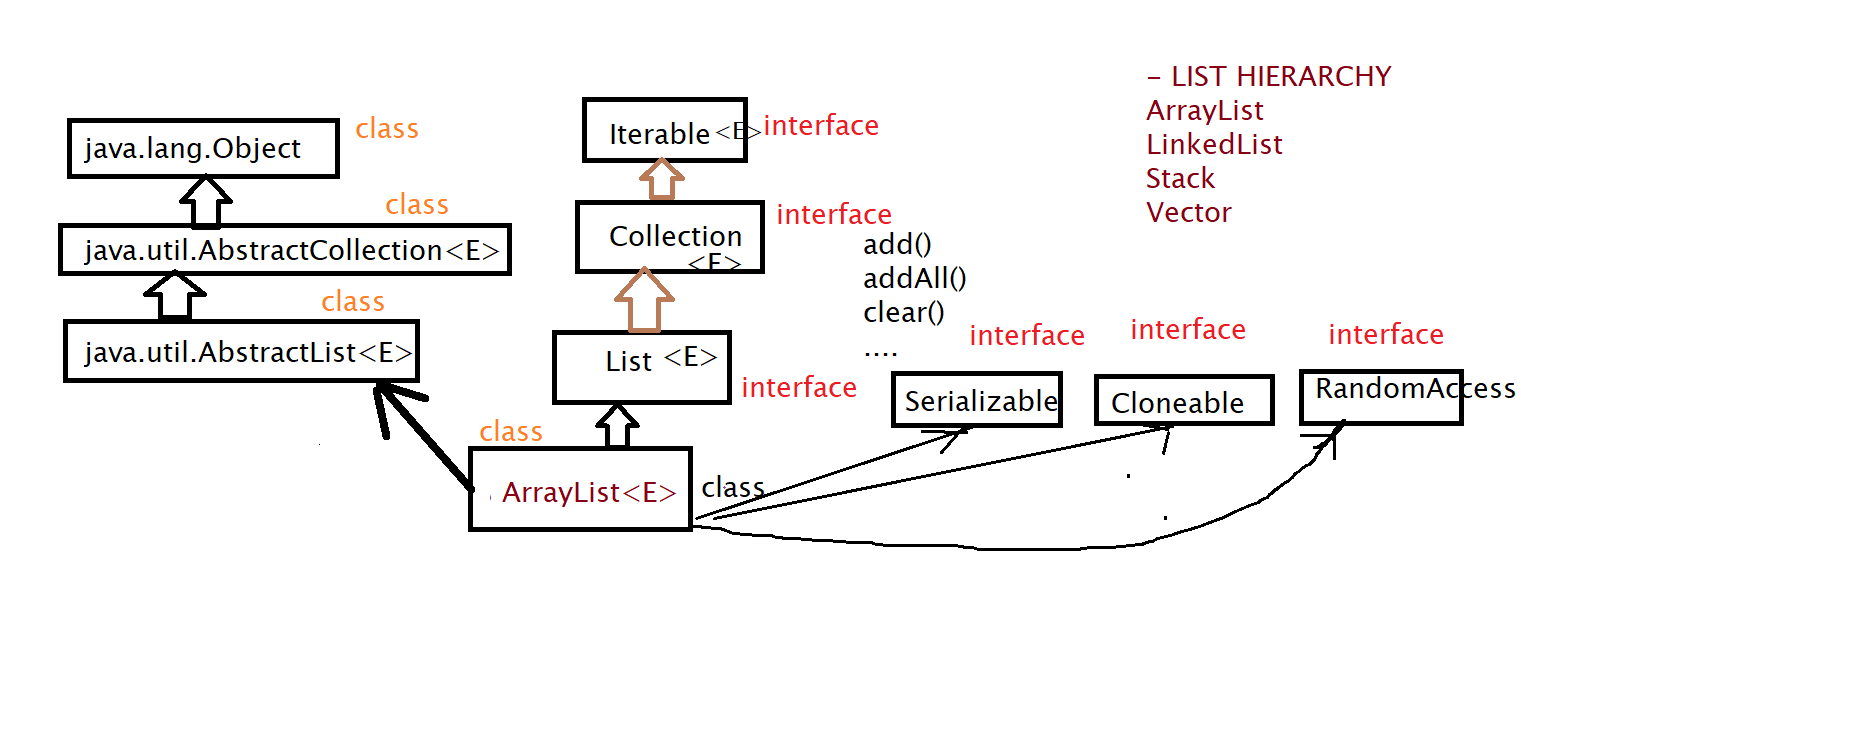 - LIST HIERARCHY
ArrayList
LinkedList
Stack
Vector
class
java.lang.Object
class
java.util.AbstractCollection<E>
class
java.util.AbstractList<E>
Iterable <E>
interface
Collection
<E>
interface
add()
addAll()
clear()
....
List <E>
interface
class
ArrayList<E>
class
interface
Serializable
interface
Cloneable
interface
RandomAccess